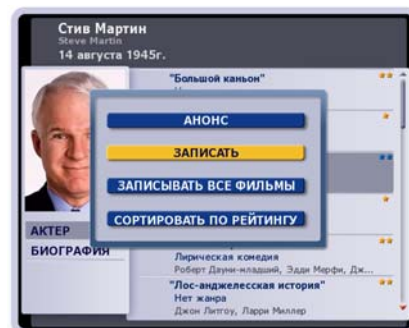 Стив Мартин
Steve Martin
14 августа 1945г.
"Большой каньон"
АНОНС
ЗАПИСАТЬ
ЗАПИСЫВАТЬ ВСЕ ФИЛЬМЫ
СОРТИРОВАТЬ ПО РЕЙТИНГУ
АКТЕР
БИОГРАФИЯ
Лирическая комедия
Роберт Дауни-младший, Эдди Мерфи, Дж...
"Лос-анджелесская история"
Нет жанра
Джон Литгоу, Ларри Миллер